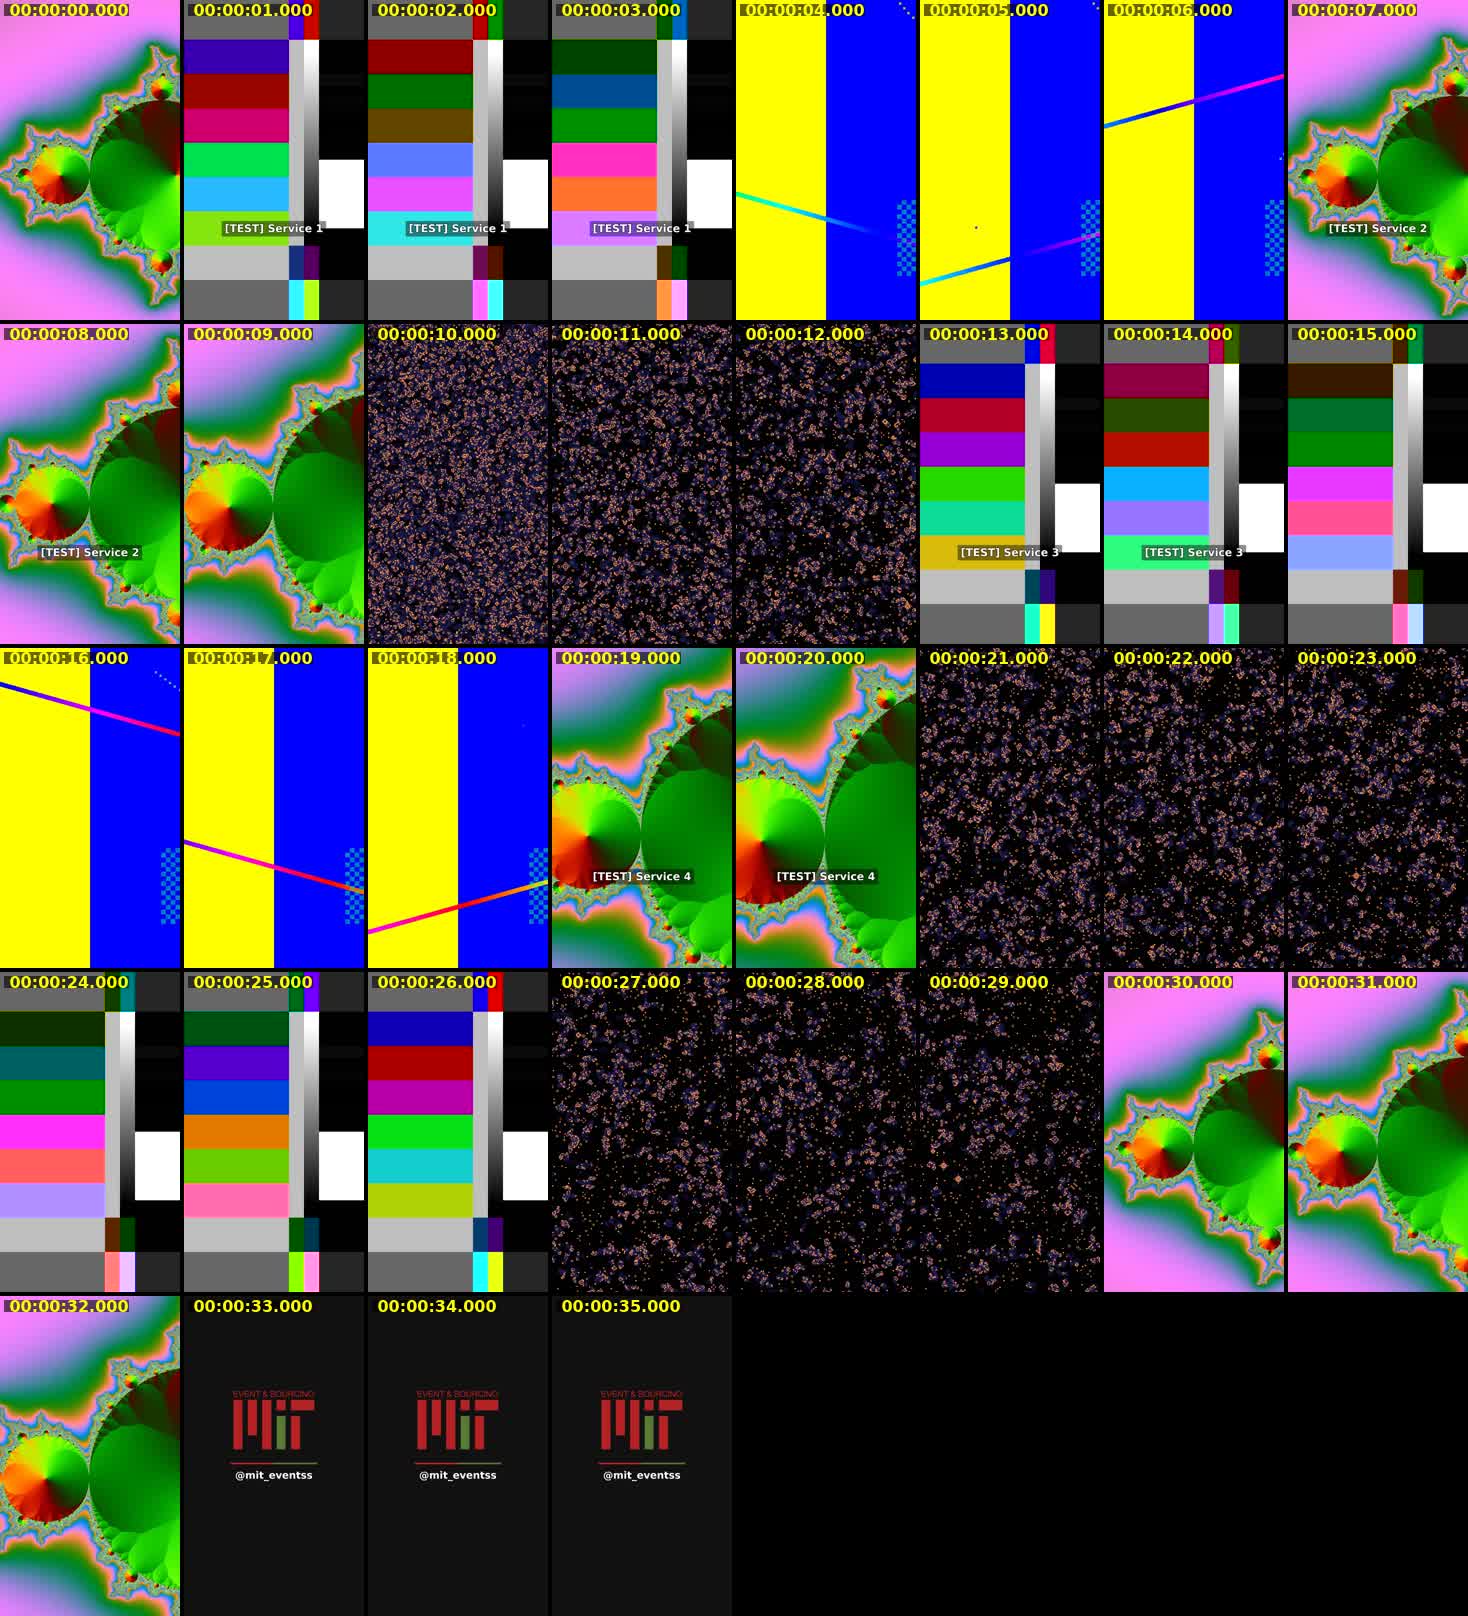 00:00:00.000
00:00:01.000
[TEST] Service 1
00:00:02.000
[TEST] Service 1
00:00:03.000
[TEST] Service 1
00:00:04.000
00:00:05.000
00:00:06.000
00:00:07.000
[TEST] Service 2
00:00:08.000
[TEST] Service 2
00:00:09.000
00:00:10.000
00:00:11.000
00:00:12.000
00:00:13.000
[TEST] Service 3
00:00:14.000
[TEST] Service 3
00:00:15.000
00:00:16.000
00:00:17.000
00:00:18.000
00:00:19.000
[TEST] Service 4
00:00:20.000
[TEST] Service 4
00:00:21.000
00:00:22.000
00:00:23.000
00:00:24.000
00:00:25.000
00:00:26.000
00:00:27.000
00:00:28.000
00:00:29.000
00:00:30.000
00:00:31.000
00:00:32.000
00:00:33.000
EVENT &
MIT
@mit_eventss
00:00:34.000
EVENT &
MIT
@mit_eventss
00:00:35.000
EVENT &
MIT
@mit_eventss